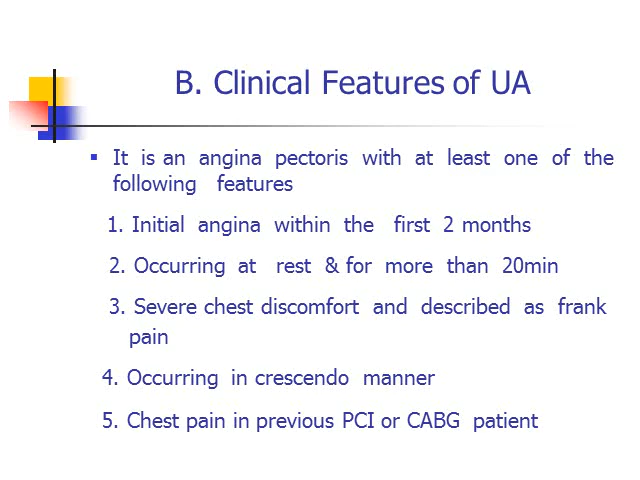 B. Clinical Features of UA
▪ It is an angina pectoris with at least one of the
following features
1. Initial angina within the first 2 months
2. Occurring at rest & for more than 20min
3. Severe chest discomfort and described as frank
pain
4. Occurring in crescendo manner
5. Chest pain in previous PCI or CABG patient